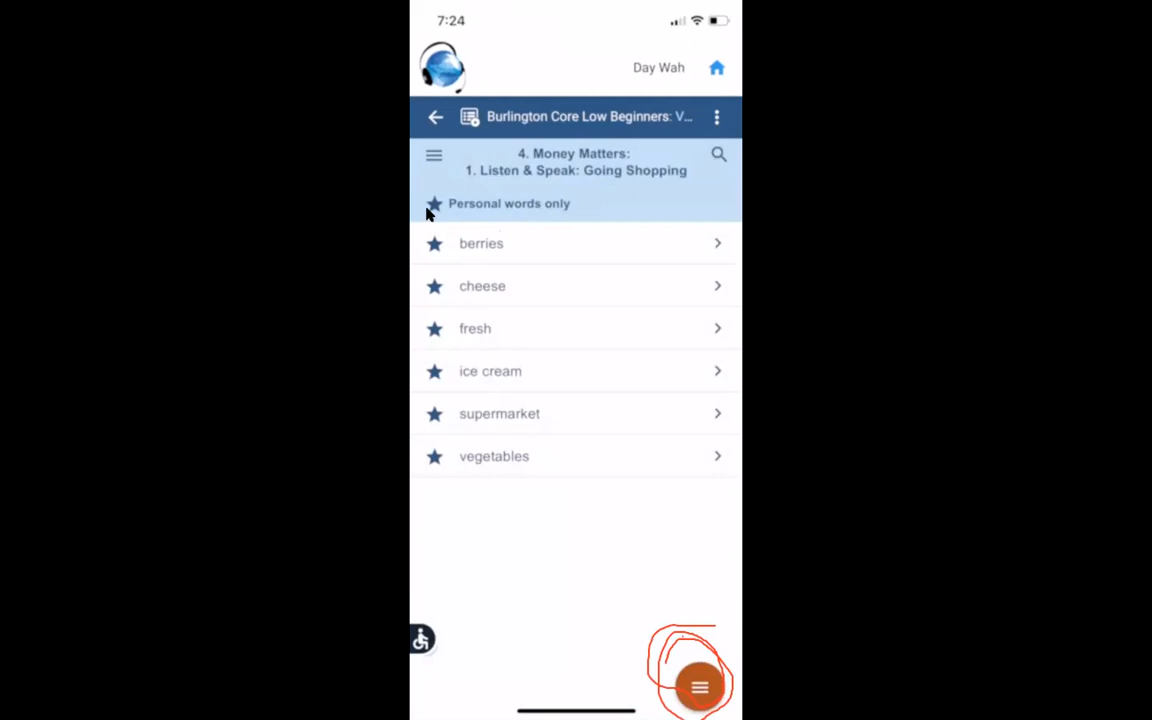 7:24
Day Wah
Burlington Core Low Beginners: V...
4. Money Matters:
1. Listen & Speak: Going Shopping
Personal words only
berries
cheese
fresh
ice cream
supermarket
vegetables